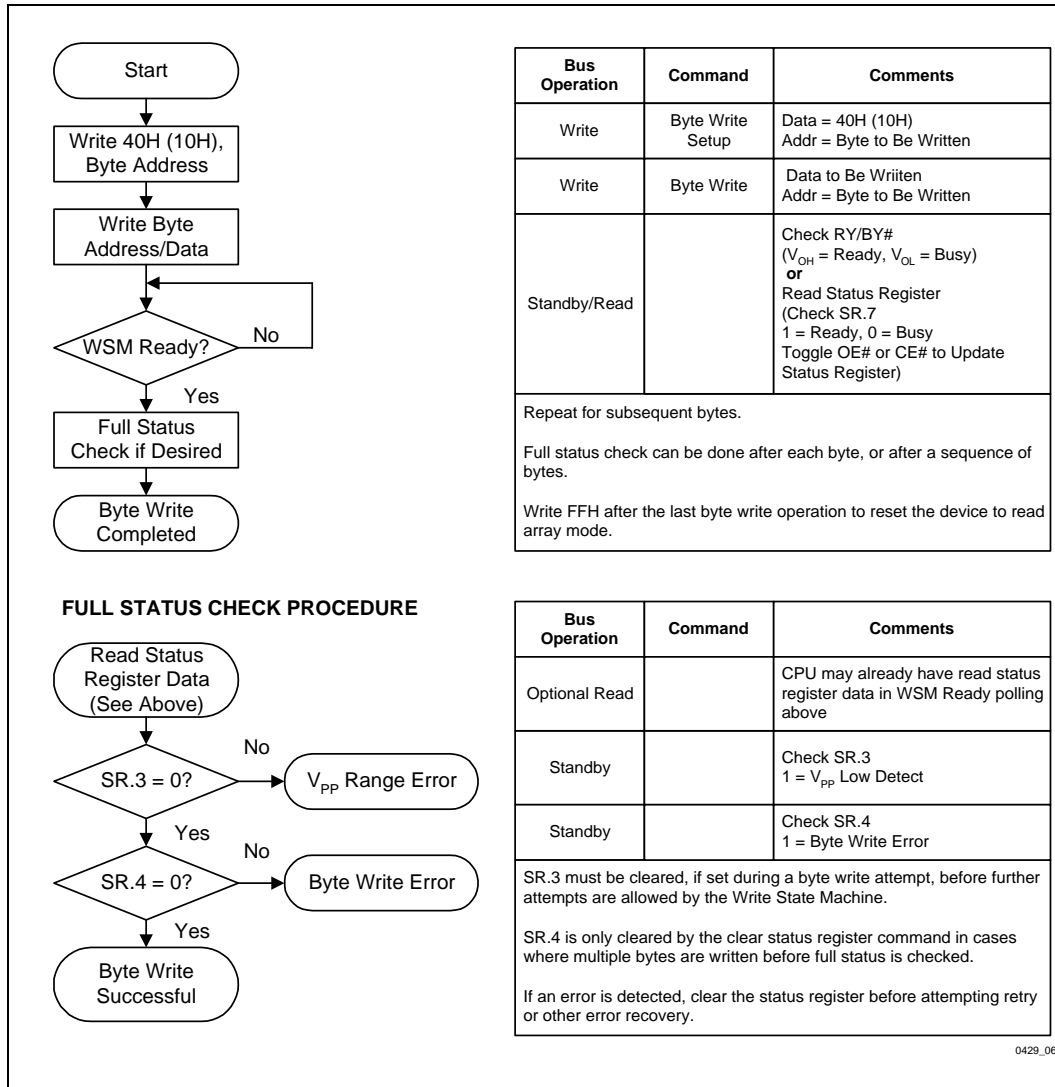 Start
Write 40H (10H),
Byte Address
Write Byte
Address/Data
WSM Ready?
No
Yes
Full Status
Check if Desired
Byte Write
Completed
Bus
Operation
Command
Comments
Write
Byte Write
Setup
Data = 40H (10H)
Addr = Byte to Be Written
Write
Byte Write
Data to Be Wriiten
Addr = Byte to Be Written
Standby/Read
Check RY/BY#
(VOH = Ready, VOL = Busy)
or
Read Status Register
(Check SR.7
1 = Ready, 0 = Busy
Toggle OE# or CE# to Update
Status Register)
Repeat for subsequent bytes.
Full status check can be done after each byte, or after a sequence of
bytes.
Write FFH after the last byte write operation to reset the device to read
array mode.
FULL STATUS CHECK PROCEDURE
Read Status
Register Data
(See Above)
SR.3 = 0?
No
VPP Range Error
Yes
SR.4 = 0?
No
Byte Write Error
Yes
Byte Write
Successful
Bus
Operation
Command
Comments
Optional Read
CPU may already have read status
register data in WSM Ready polling
above
Standby
Check SR.3
1 = VPP Low Detect
Standby
Check SR.4
1 = Byte Write Error
SR.3 must be cleared, if set during a byte write attempt, before further
attempts are allowed by the Write State Machine.
SR.4 is only cleared by the clear status register command in cases
where multiple bytes are written before full status is checked.
If an error is detected, clear the status register before attempting retry
or other error recovery.
0429_06